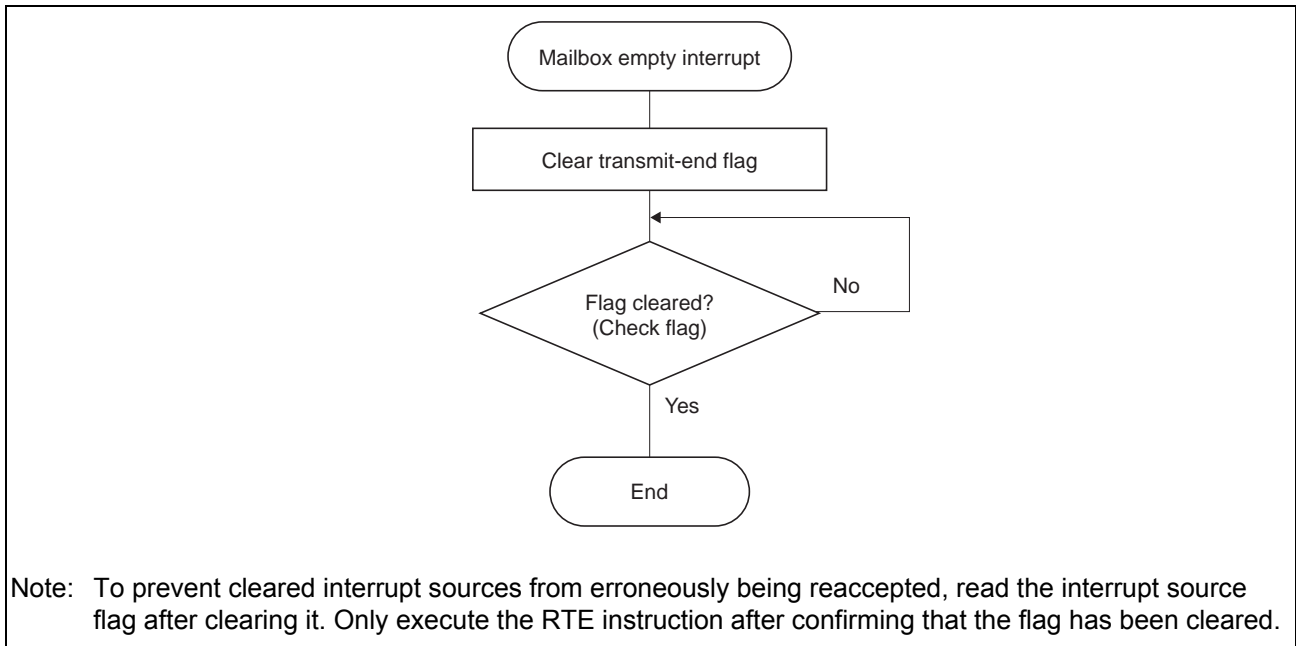 Mailbox empty interrupt
Clear transmit-end flag
No
Flag cleared?
(Check flag)
Yes
End
Note: To prevent cleared interrupt sources from erroneously being reaccepted, read the interrupt source
flag after clearing it. Only execute the RTE instruction after confirming that the flag has been cleared.